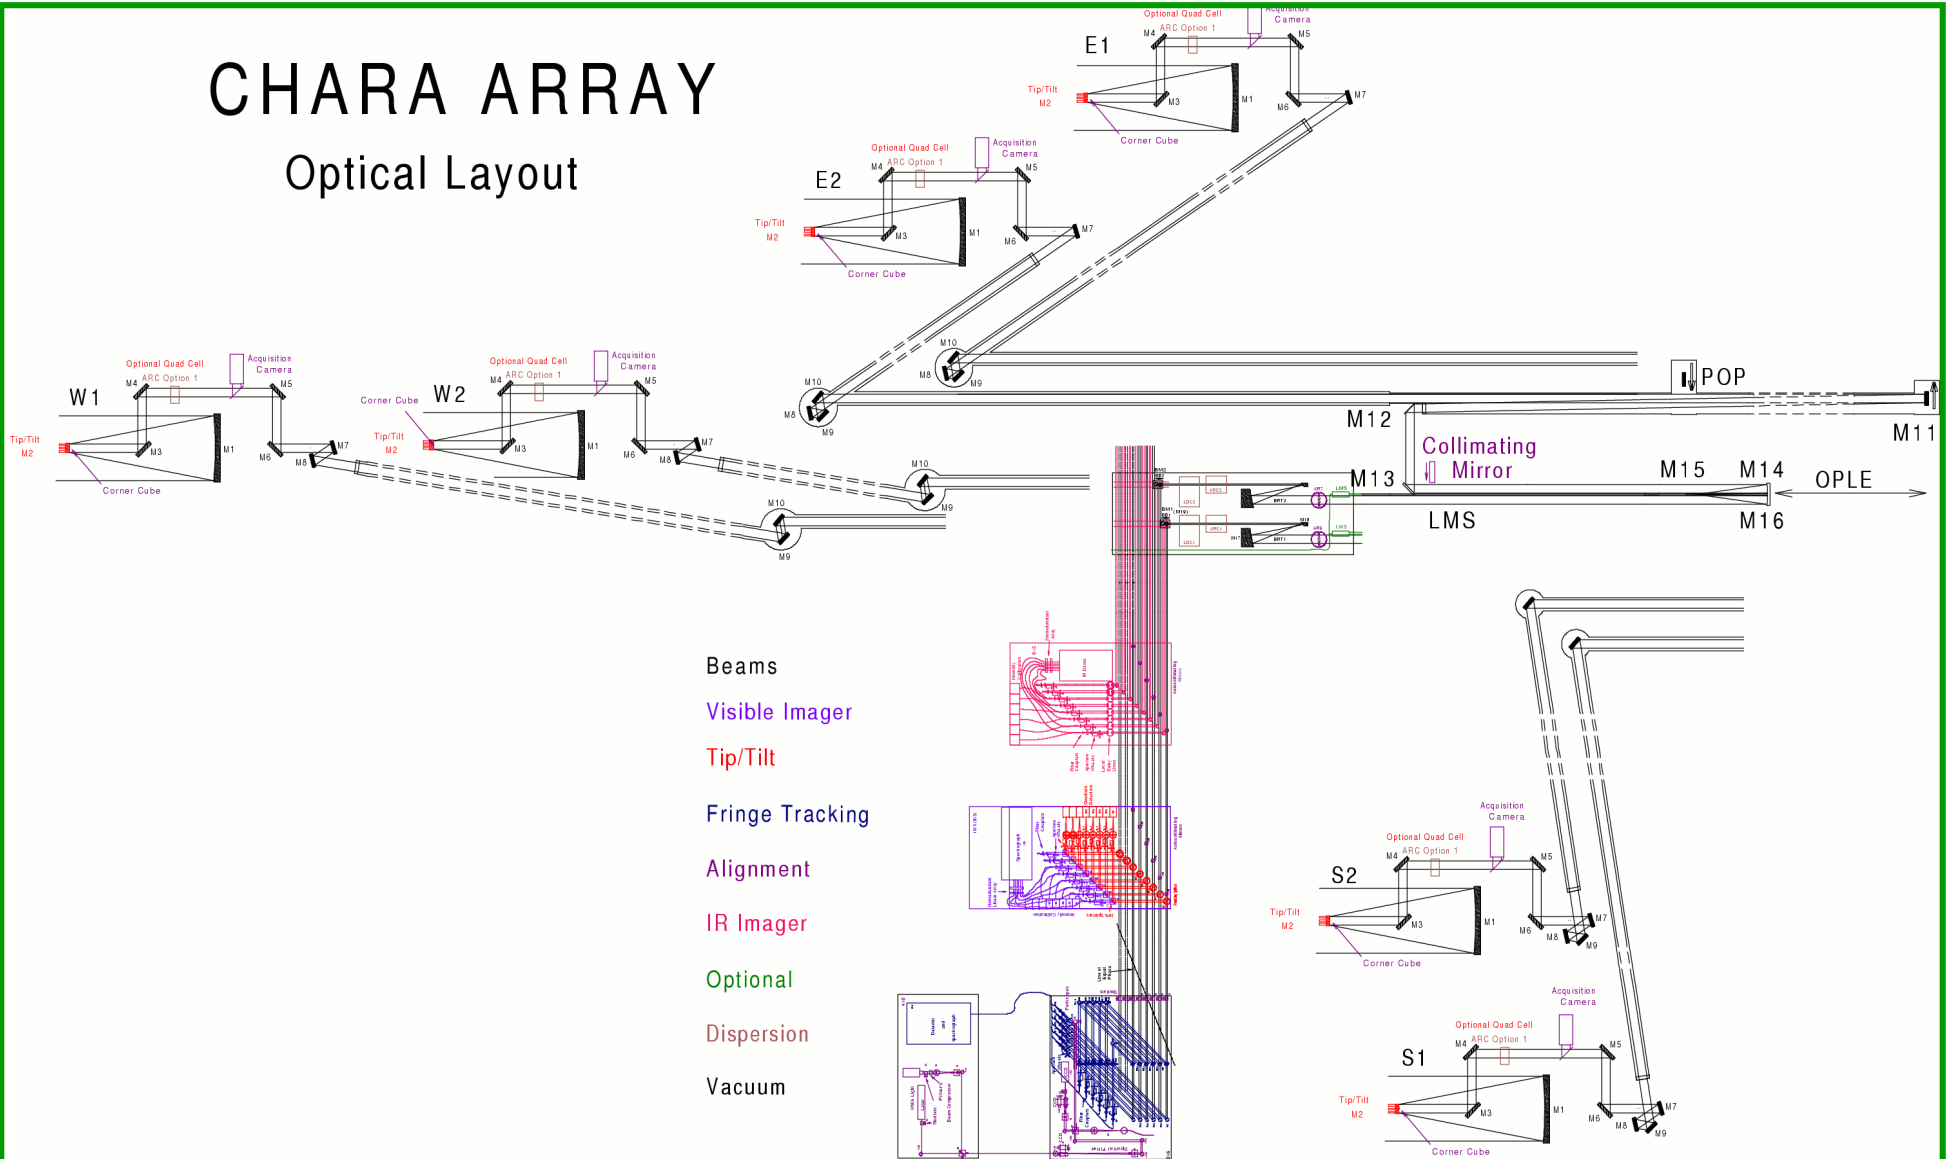 CHARA ARRAY
Optical Layout
E1
Optional Quad Cell
ARC Option 1
Acquisition
Camera
M4
M5
Tip/Tilt
M2
M3
M1
M6
M7
Corner Cube
E2
Optional Quad Cell
ARC Option 1
Acquisition
Camera
M4
M5
Tip/Tilt
M2
M3
M1
M6
M7
Corner Cube
M10
M8
M9
M10
M8
M9
W1
Optional Quad Cell
ARC Option 1
Acquisition
Camera
M4
M5
Tip/Tilt
M2
M3
M1
M6
M8
M7
Corner Cube
W2
Optional Quad Cell
ARC Option 1
Acquisition
Camera
Corner Cube
M4
M5
Tip/Tilt
M2
M3
M1
M6
M8
M7
M10
M9
M10
M9
POP
M12
M11
Collimating
Mirror
M13
M15
M14
OPLE
LMS
M16
LMS
LMS
BRT2
BRT1
Beams
Visible Imager
Tip/Tilt
Fringe Tracking
Alignment
IR Imager
Optional
Dispersion
Vacuum
S2
Optional Quad Cell
ARC Option 1
Acquisition
Camera
M4
M5
Tip/Tilt
M2
M3
M1
M6
M8
M7
M9
Corner Cube
S1
Optional Quad Cell
ARC Option 1
Acquisition
Camera
M4
M5
Tip/Tilt
M2
M3
M1
M6
M8
M7
M9
Corner Cube